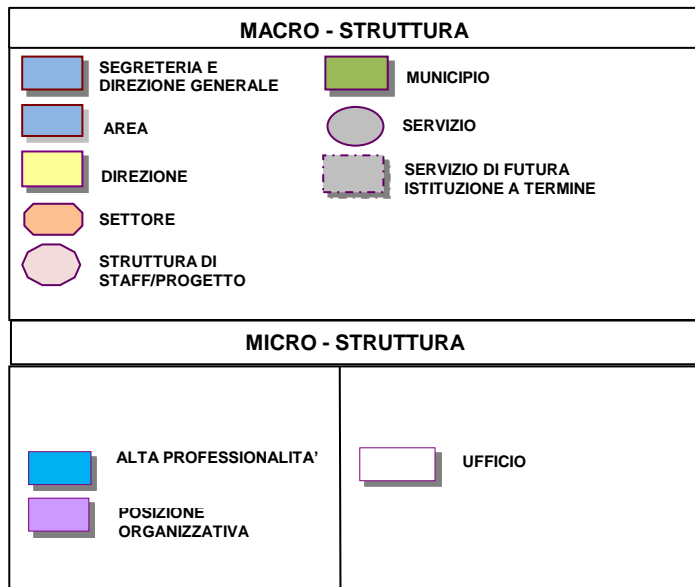 MACRO - STRUTTURA
SEGRETERIA E
DIREZIONE GENERALE
AREA
DIREZIONE
SETTORE
STRUTTURA DI
STAFF/PROGETTO
MUNICIPIO
SERVIZIO
SERVIZIO DI FUTURA
ISTITUZIONE A TERMINE
MICRO - STRUTTURA
ALTA PROFESSIONALITA’
POSIZIONE
ORGANIZZATIVA
UFFICIO